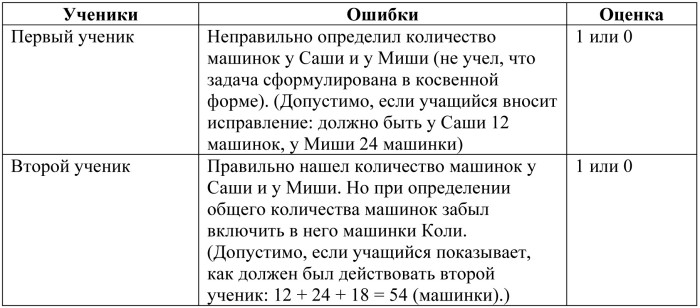 Ученики Ошибки Оценка
Первый ученик Неправильно определил количество 1 или 0
машинок у Саши и у Миши (не учел, что
задача сформулирована в косвенной
форме). (Допустимо, если учащийся вносит
исправление: должно быть у Саши 12
машинок, у Миши 24 машинки)
Второй ученик Правильно нашел количество машинок у 1 или 0
Саши и у Миши. Но при определении
общего количества машинок забыл
включить в него машинки Коли.
(Допустимо, если учащийся показывает,
как должен был действовать второй
ученик: 12 + 24 + 18 = 54 (машинки).)